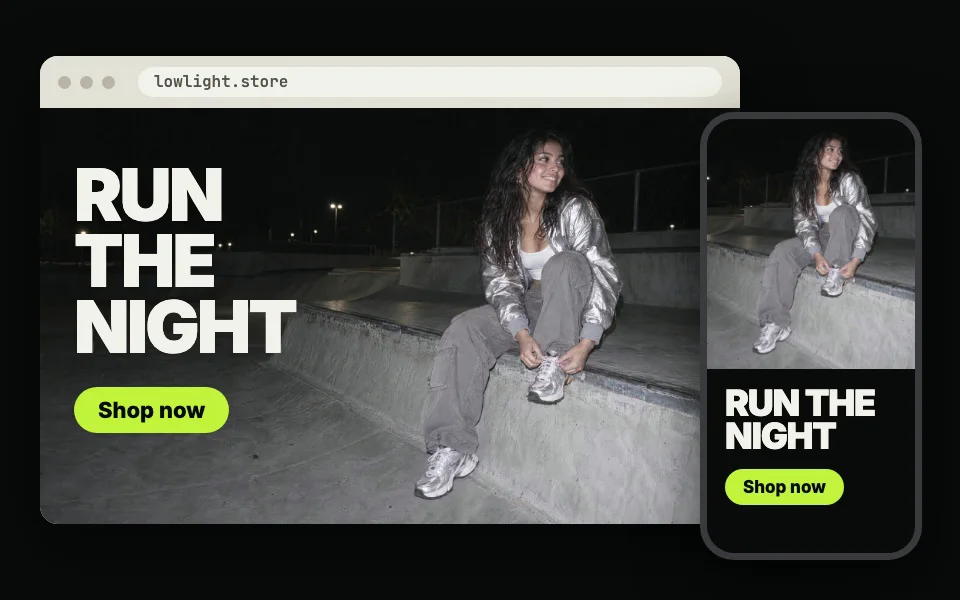 lowlight.store
RUN
THE
NIGHT
Shop now
RUN THE
NIGHT
Shop now